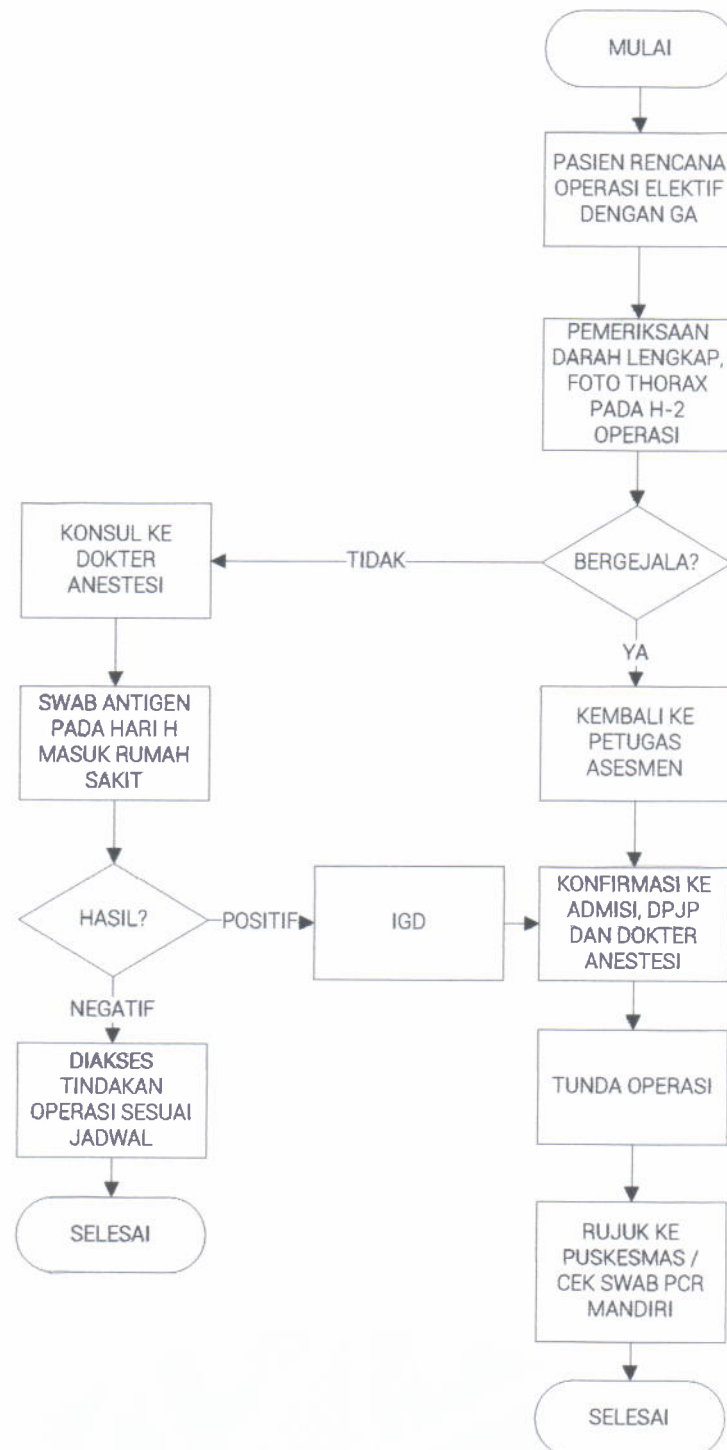 MULAI
PASIEN RENCANA
OPERASI ELEKTIF
DENGAN GA
PEMERIKSAAN
DARAH LENGKAP,
FOTO THORAX
PADA H-2
OPERASI
BERGEJALA?
TIDAK
KONSUL KE
DOKTER
ANESTESI
SWAB ANTIGEN
PADA HARI H
MASUK RUMAH
SAKIT
HASIL?
POSITIF
IGD
NEGATIF
DIAKSES
TINDAKAN
OPERASI SESUAI
JADWAL
SELESAI
YA
KEMBALI KE
PETUGAS
ASESMEN
KONFIRMASI KE
ADMISI, DPJP
DAN DOKTER
ANESTESI
TUNDA OPERASI
RUJUK KE
PUSKESMAS /
CEK SWAB PCR
MANDIRI
SELESAI